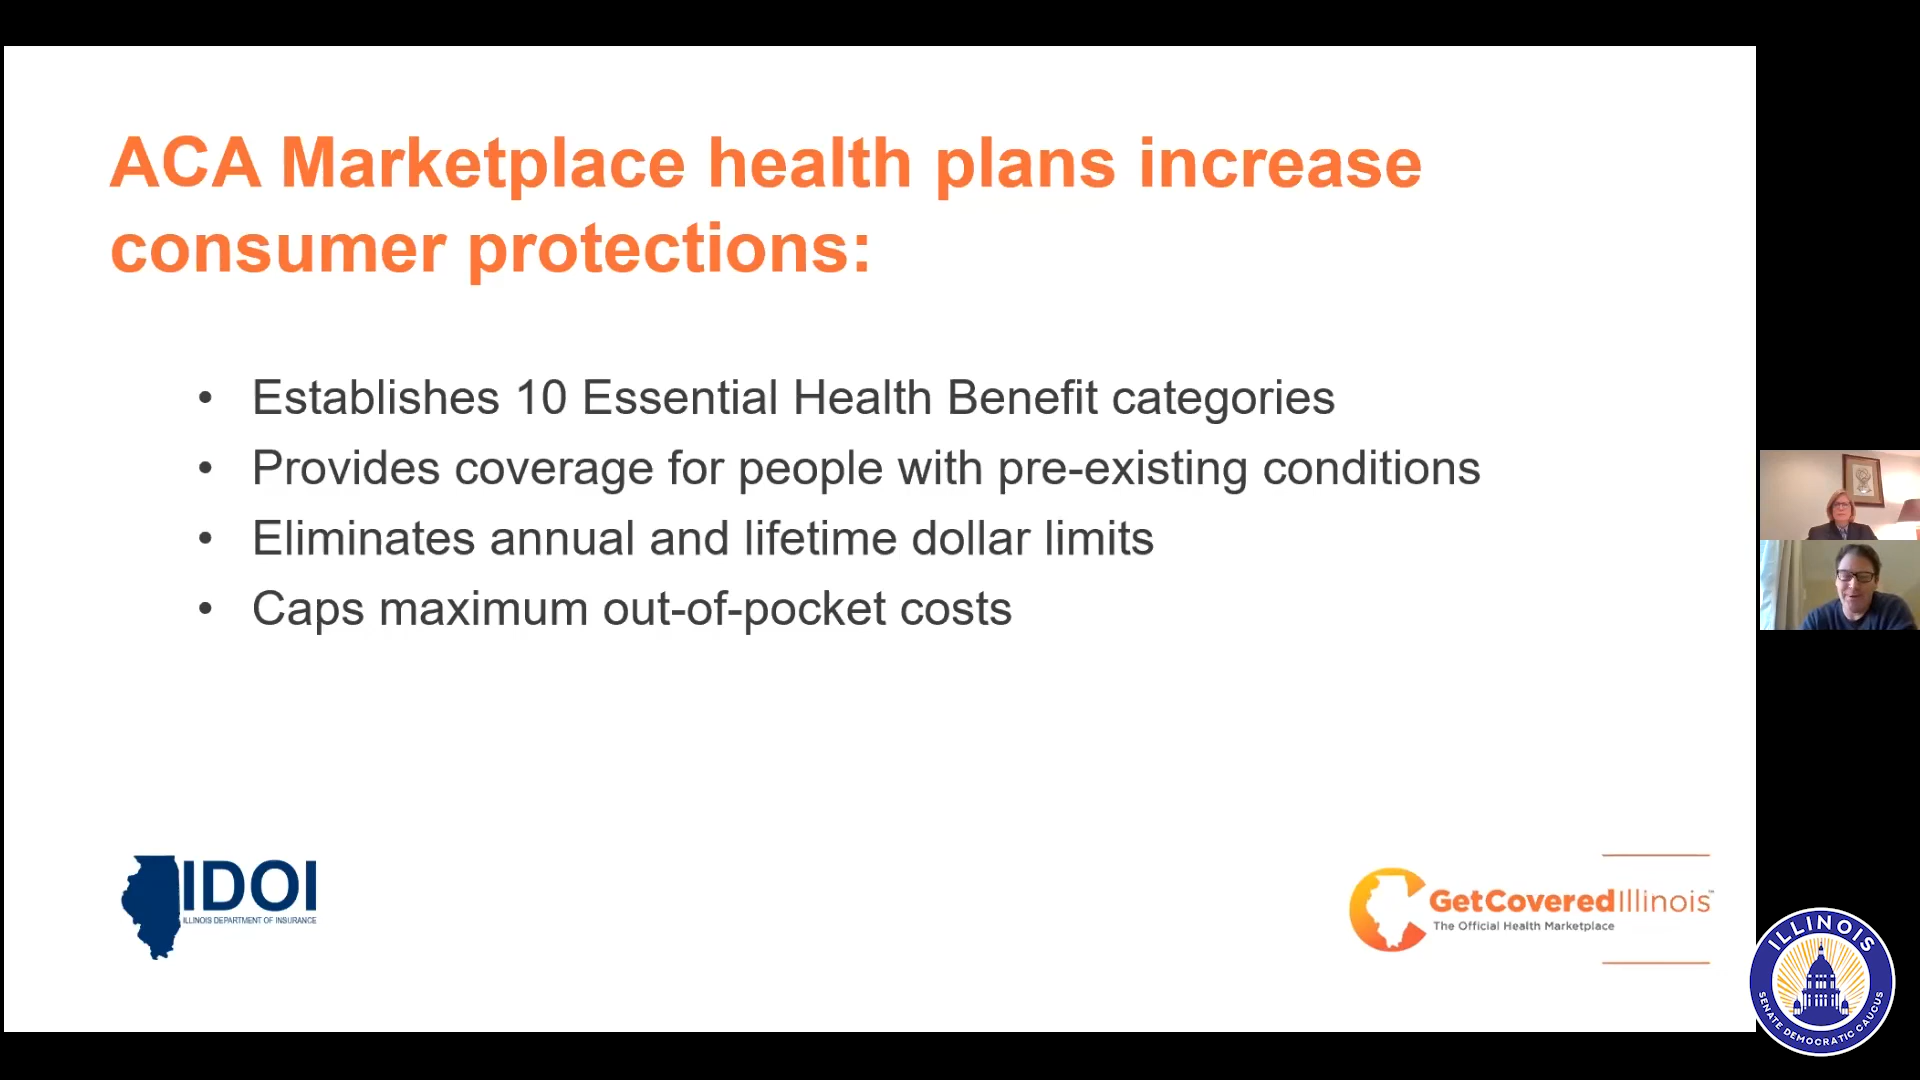 ACA Marketplace health plans increase
consumer protections:
• Establishes 10 Essential Health Benefit categories
• Provides coverage for people with pre-existing conditions
• Eliminates annual and lifetime dollar limits
• Caps maximum out-of-pocket costs
IDOI
ILLINOIS DEPARTMENT OF INSURANCE
GetCoveredIllinois™
The Official Health Marketplace
ILLINOIS
SENATE DEMOCRATIC CAUCUS